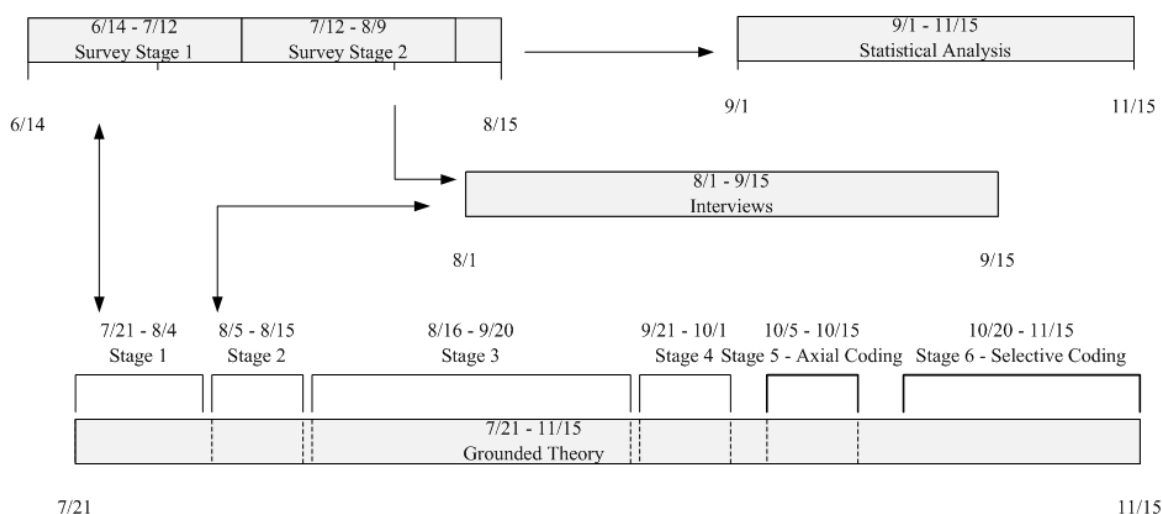 6/14 - 7/12
Survey Stage 1
7/12 - 8/9
Survey Stage 2
9/1 - 11/15
Statistical Analysis
6/14
8/15
9/1
11/15
8/1 - 9/15
Interviews
8/1
9/15
7/21 - 8/4
Stage 1
8/5 - 8/15
Stage 2
8/16 - 9/20
Stage 3
9/21 - 10/1
Stage 4
10/5 - 10/15
Stage 5 - Axial Coding
10/20 - 11/15
Stage 6 - Selective Coding
7/21 - 11/15
Grounded Theory
7/21
11/15